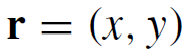 r = (x, y)